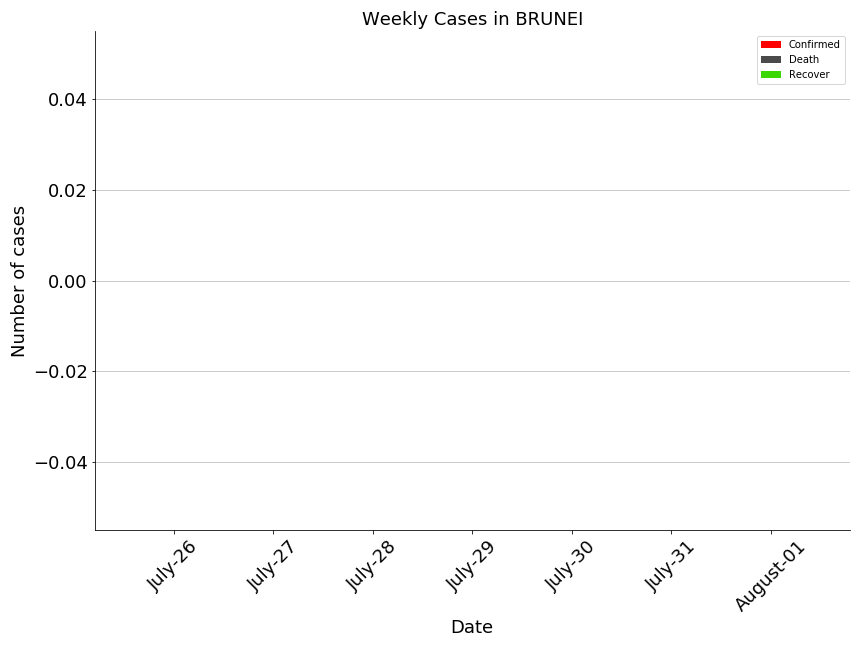 Weekly Cases in BRUNEI
Confirmed
Death
Recover
0.04
0.02
0.00
−0.02
−0.04
Number of cases
July-26
July-27
July-28
July-29
July-30
July-31
August-01
Date